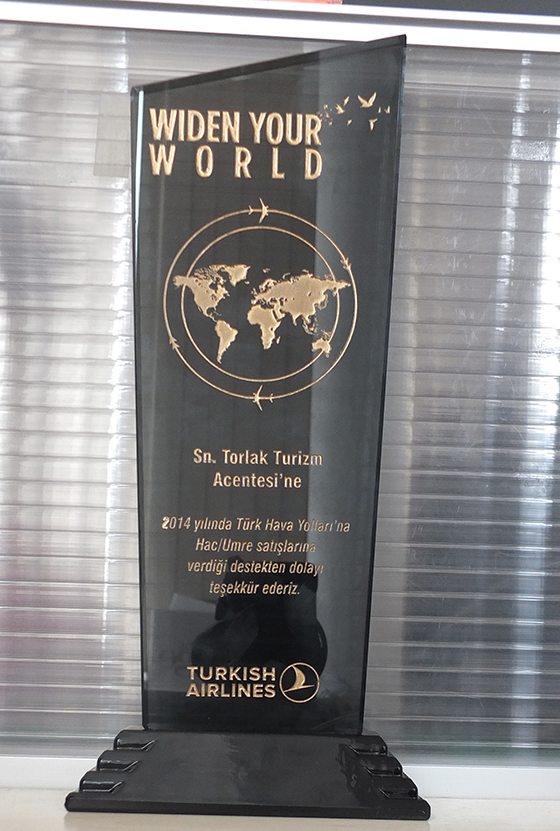 WIDEN YOUR
WORLD
Sn. Torlak Turizm
Acentesi'ne
2014 yılında Türk Hava Yolları'na
Hac/Umre satışlarına
verdiği destekten dolayı
teşekkür ederiz.
TURKISH
AIRLINES